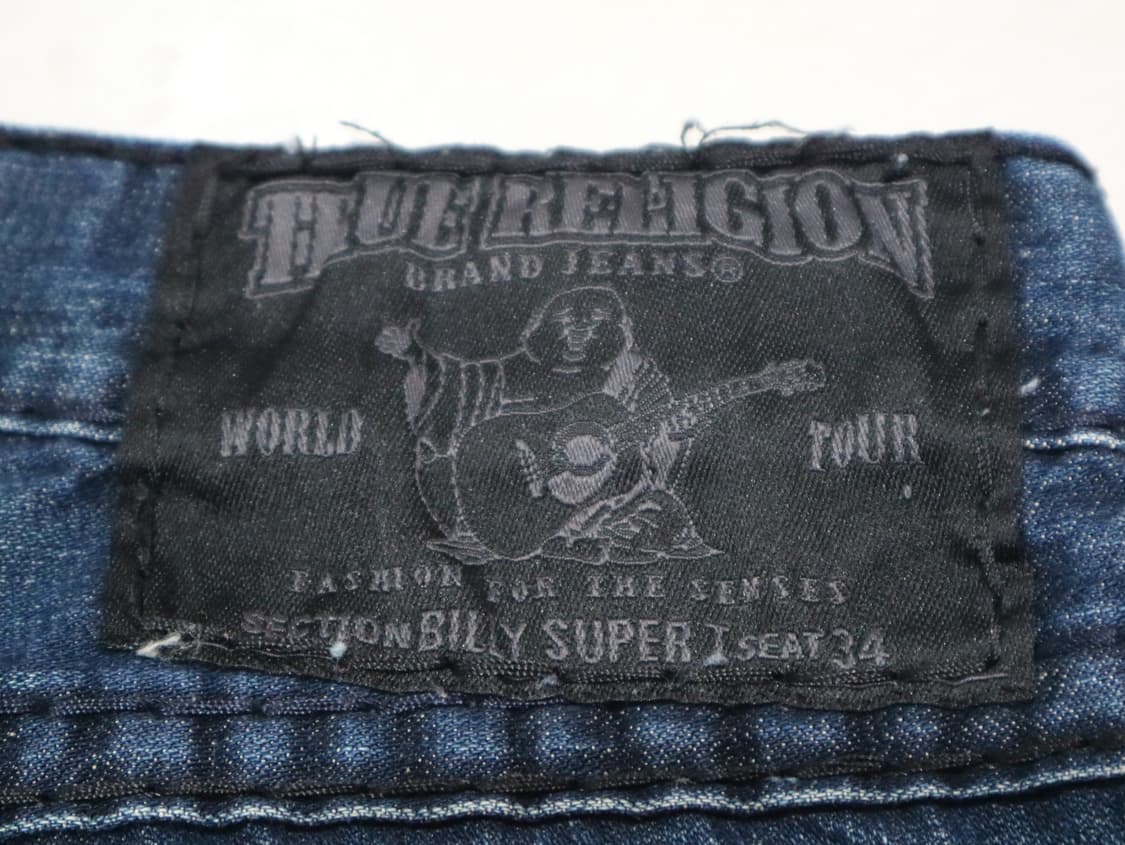 TRUE RELIGION
BRAND JEANS®
WORLD TOUR
FASHION FOR THE SENSES
SECTION BILLY SUPER T SEAT 34